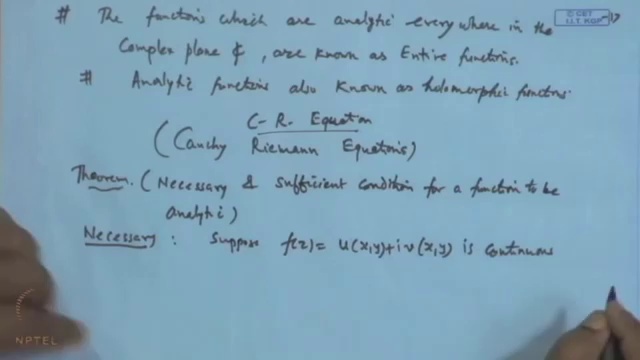 # The functions which are analytic everywhere in the
Complex plane ₵, are known as Entire functions.
# Analytic functions also known as holomorphic functns.
C-R. Equation
(Cauchy Riemann Equations)
Theorem. (Necessary & sufficient condition for a function to be
analytic)
Necessary: Suppose f(z) = u(x,y)+iv(x,y) is continuous
© CET
I.I.T. KGP
NPTEL